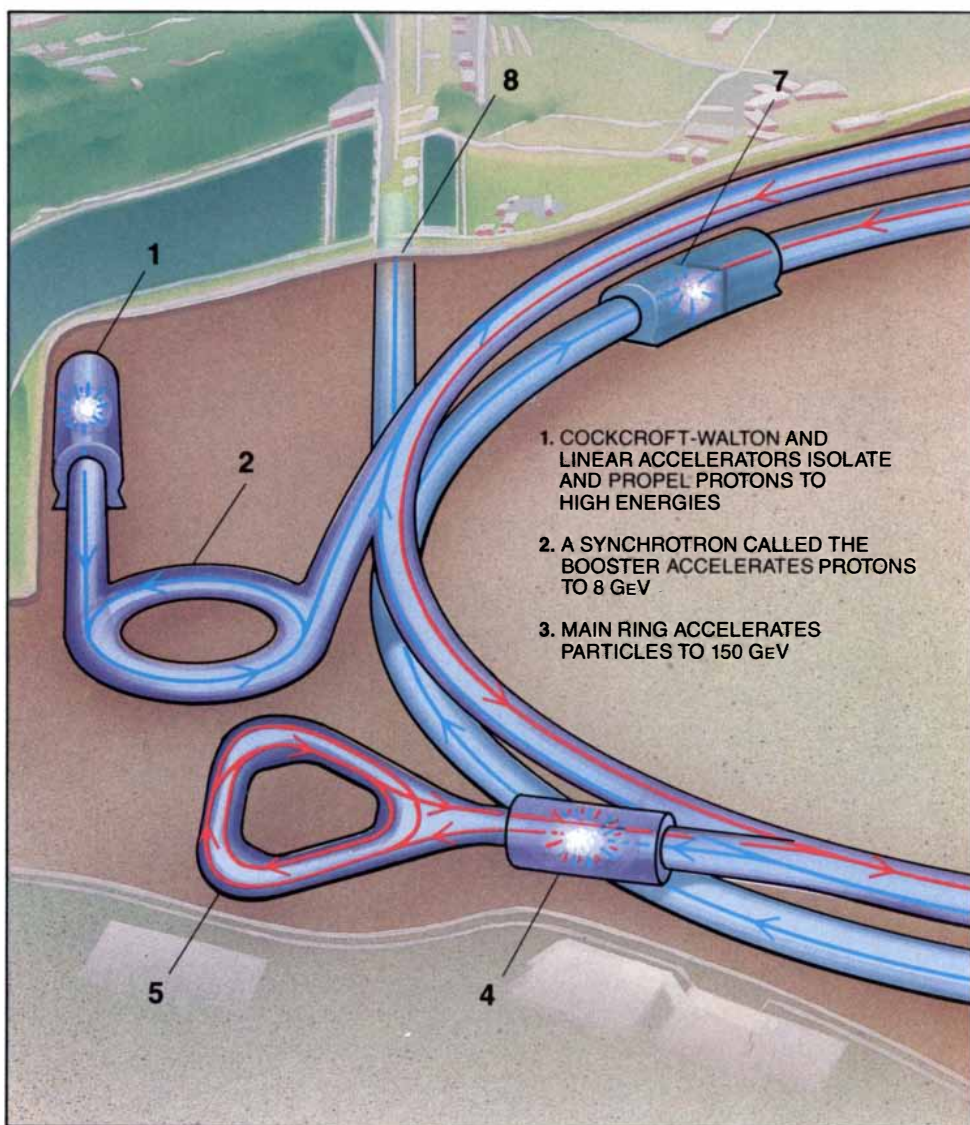 8
7
1
2
1. COCKCROFT-WALTON AND
LINEAR ACCELERATORS ISOLATE
AND PROPEL PROTONS TO
HIGH ENERGIES
2. A SYNCHROTRON CALLED THE
BOOSTER ACCELERATES PROTONS
TO 8 GEV
3. MAIN RING ACCELERATES
PARTICLES TO 150 GEV
5
4